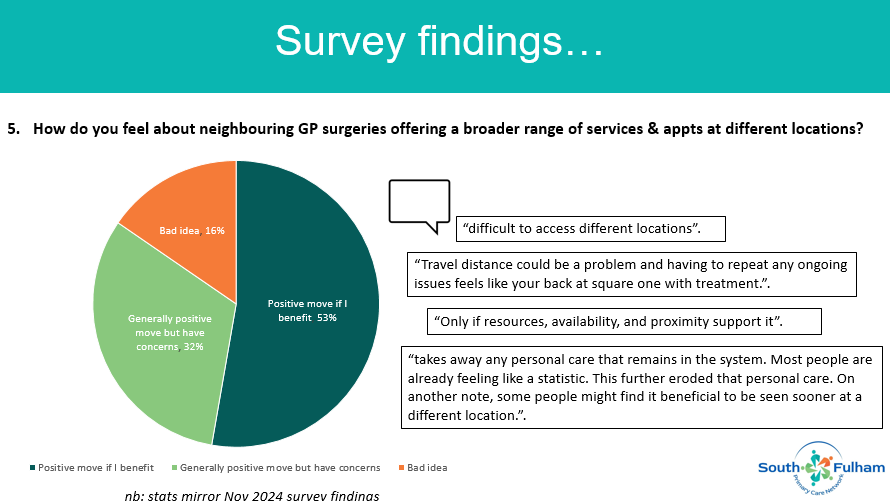 Survey findings…
5. How do you feel about neighbouring GP surgeries offering a broader range of services & appts at different locations?
Bad idea, 16%
Positive move if I
benefit 53%
Generally positive
move but have
concerns, 32%
“difficult to access different locations”.
“Travel distance could be a problem and having to repeat any ongoing
issues feels like your back at square one with treatment.”.
“Only if resources, availability, and proximity support it”.
“takes away any personal care that remains in the system. Most people are
already feeling like a statistic. This further eroded that personal care. On
another note, some people might find it beneficial to be seen sooner at a
different location.”.
Positive move if I benefit
Generally positive move but have concerns
Bad idea
South Fulham
Primary Care Network
nb: stats mirror Nov 2024 survey findings